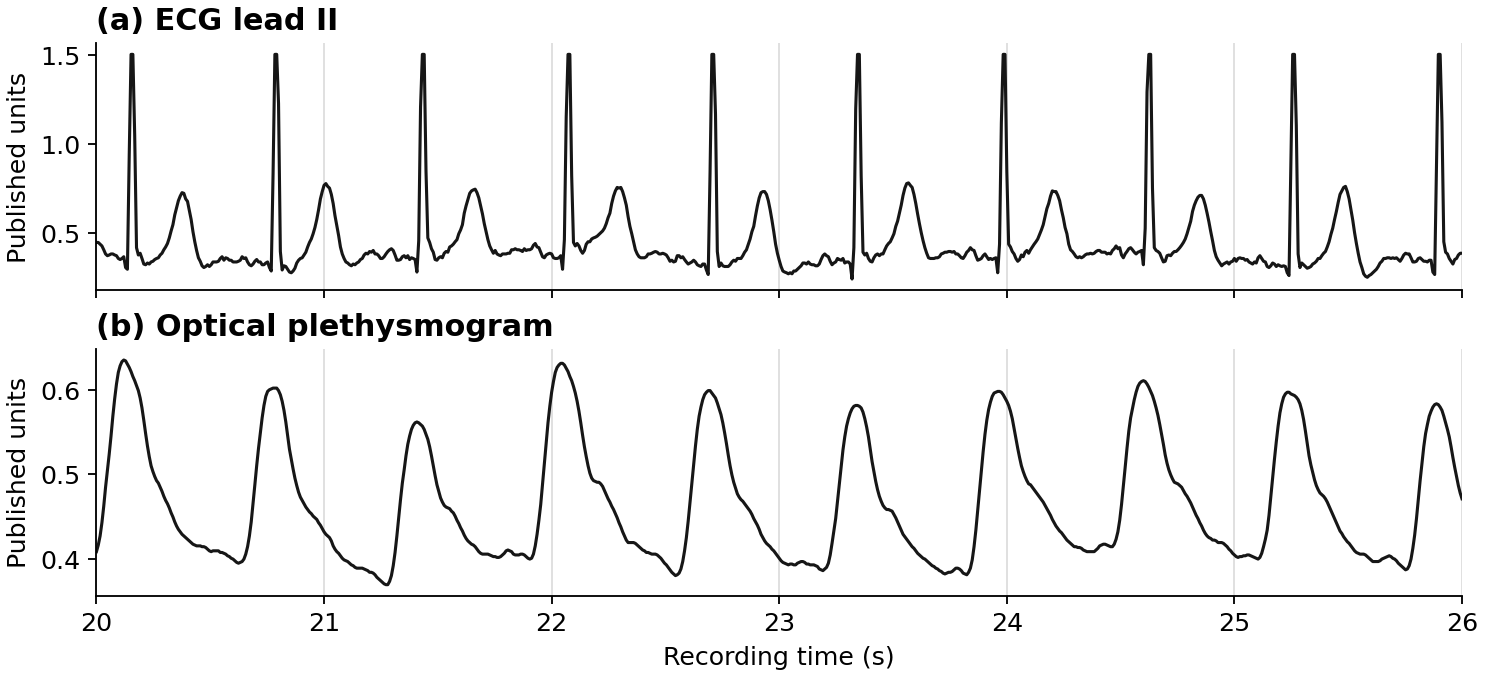 (a) ECG lead II
Published units
1.5
1.0
0.5
(b) Optical plethysmogram
Published units
0.6
0.5
0.4
20 21 22 23 24 25 26
Recording time (s)